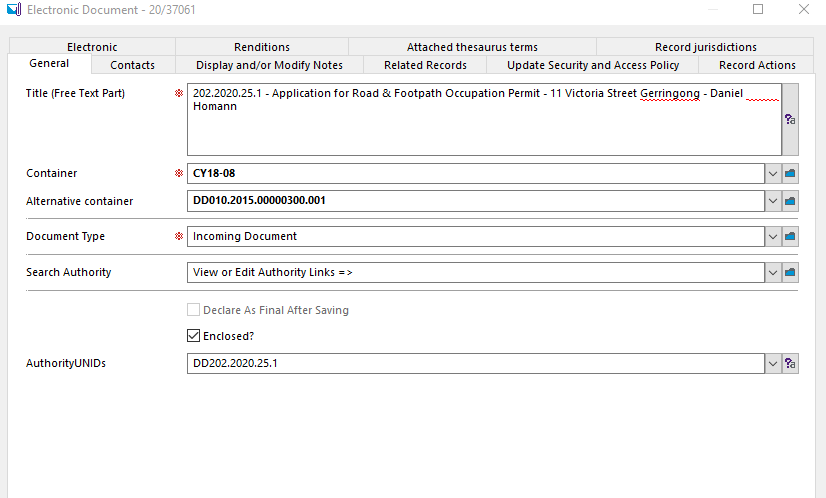 Electronic Document - 20/37061
Electronic Renditions Attached thesaurus terms Record jurisdictions
General Contacts Display and/or Modify Notes Related Records Update Security and Access Policy Record Actions
Title (Free Text Part) 202.2020.25.1 - Application for Road & Footpath Occupation Permit - 11 Victoria Street Gerringong - Daniel
Homann
Container CY18-08
Alternative container DD010.2015.00000300.001
Document Type Incoming Document
Search Authority View or Edit Authority Links =>
Declare As Final After Saving
Enclosed?
AuthorityUNIDs DD202.2020.25.1